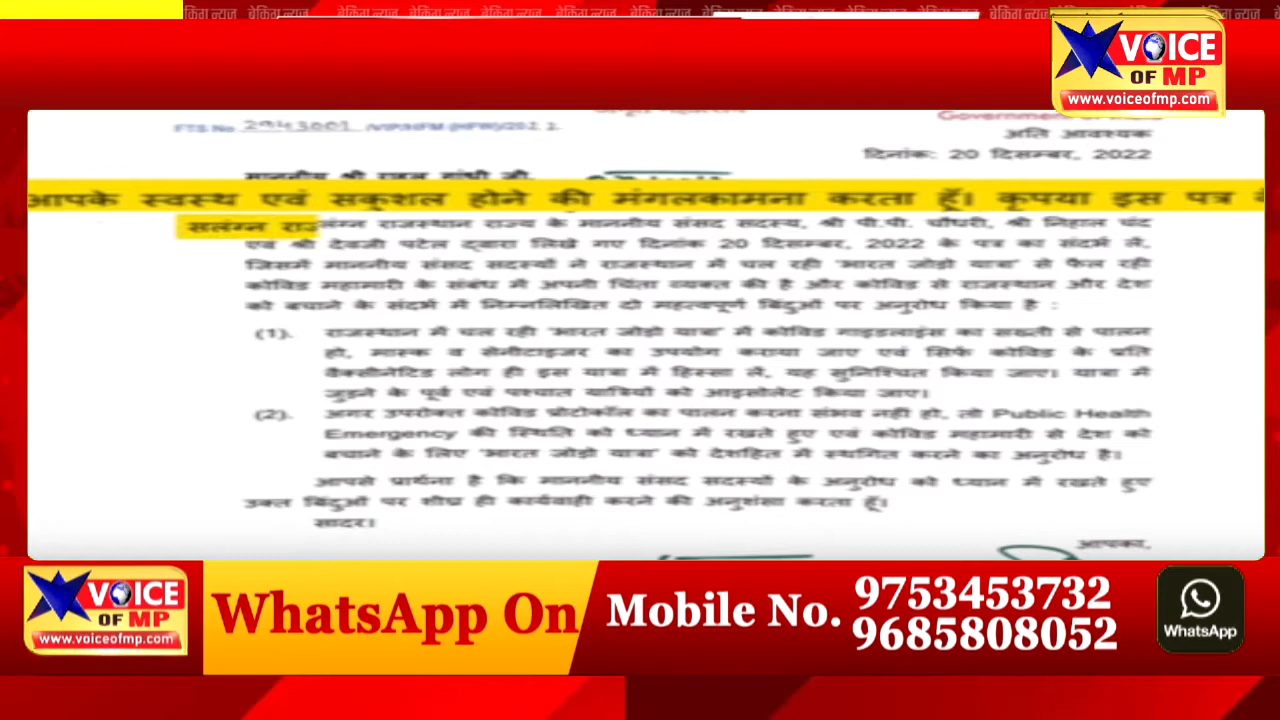 ब्रेकिंग न्यूज़ ब्रेकिंग न्यूज़ ब्रेकिंग न्यूज़ ब्रेकिंग न्यूज़
VOICE
OF MP
www.voiceofmp.com
FTS No.
अति आवश्यक
दिनांक: 20 दिसम्बर, 2022
माननीय श्री राहुल गांधी जी,
आपके स्वस्थ एवं सकुशल होने की मंगलकामना करता हूँ। कृपया इस पत्र के
सलंग्न राज
संग्न राजस्थान राज्य के माननीय संसद सदस्य, श्री पी.पी. चौधरी, श्री निहाल चंद
एवं श्री देवजी पटेल द्वारा लिखे गए दिनांक 20 दिसम्बर, 2022 के पत्र का संदर्भ लें,
जिसमें माननीय संसद सदस्यों ने राजस्थान में चल रही 'भारत जोड़ो यात्रा' से फैल रही
कोविड महामारी के संबंध में अपनी चिंता व्यक्त की है और कोविड से राजस्थान और देश
को बचाने के संदर्भ में निम्नलिखित दो महत्वपूर्ण बिंदुओं पर अनुरोध किया है :
(1). राजस्थान में चल रही 'भारत जोड़ो यात्रा' में कोविड गाइडलाइंस का सख्ती से पालन
हो, मास्क व सेनीटाइजर का उपयोग कराया जाए एवं सिर्फ कोविड के प्रति
वैक्सीनेटिड लोग ही इस यात्रा में हिस्सा लें, यह सुनिश्चित किया जाए। यात्रा में
जुड़ने के पूर्व एवं पश्चात यात्रियों को आइसोलेट किया जाए।
(2). अगर उपरोक्त कोविड प्रोटोकॉल का पालन करना संभव नहीं हो, तो Public Health
Emergency की स्थिति को ध्यान में रखते हुए एवं कोविड महामारी से देश को
बचाने के लिए 'भारत जोड़ो यात्रा' को देशहित में स्थगित करने का अनुरोध है।
आपसे प्रार्थना है कि माननीय संसद सदस्यों के अनुरोध को ध्यान में रखते हुए
उक्त बिंदुओं पर शीघ्र ही कार्यवाही करने की अनुशंसा करता हूँ।
सादर।
आपका,
VOICE
OF MP
www.voiceofmp.com
WhatsApp On
Mobile No.
9753453732
9685808052
WhatsApp